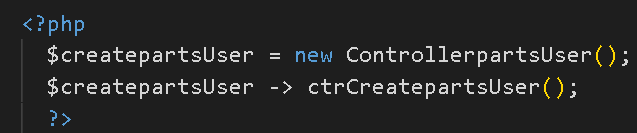 <?php
$createpartsUser = new ControllerpartsUser();
$createpartsUser -> ctrCreatepartsUser();
?>